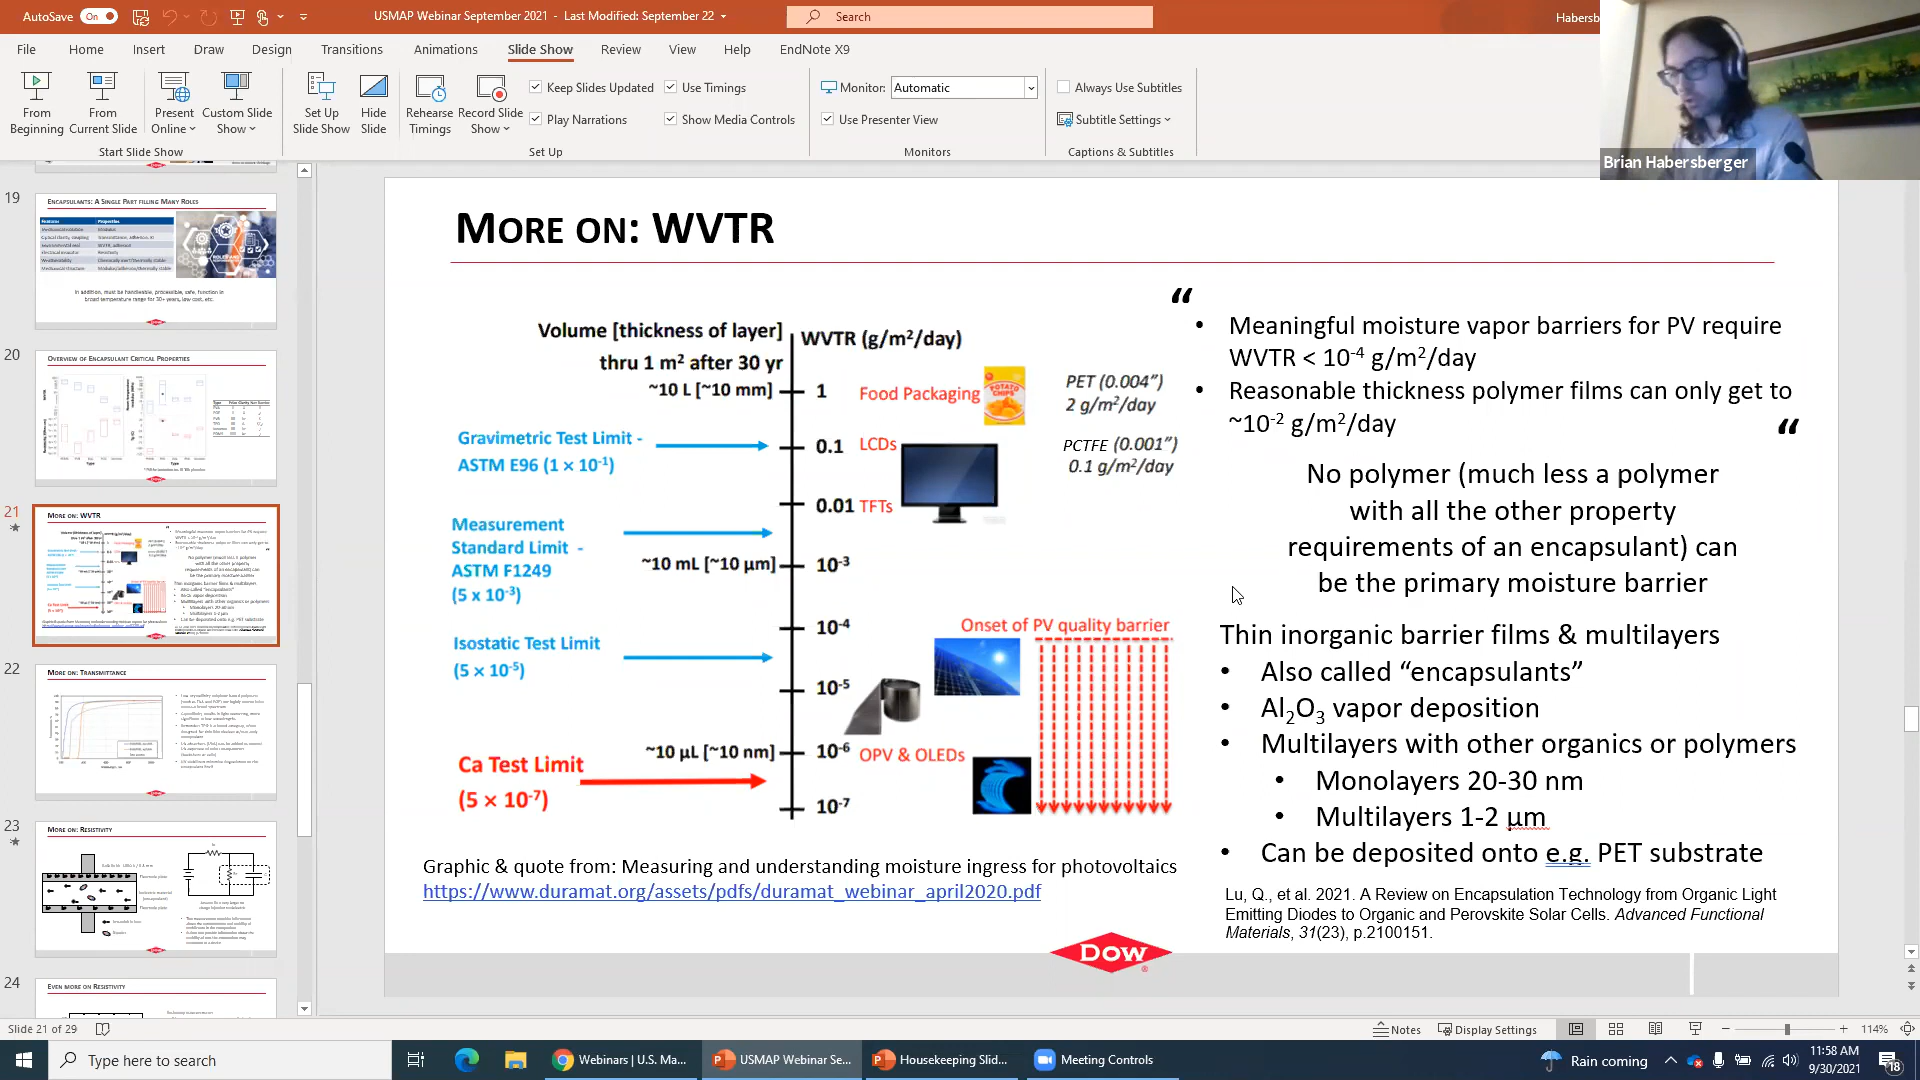 AutoSave
On
USMAP Webinar September 2021 - Last Modified: September 22
Search
Habersb
File Home Insert Draw Design Transitions Animations Slide Show Review View Help EndNote X9
From Beginning
From Current Slide
Present Online
Custom Slide Show
Start Slide Show
Set Up Slide Show
Hide Slide
Rehearse Timings
Record Slide Show
Keep Slides Updated
Play Narrations
Use Timings
Show Media Controls
Set Up
Monitor: Automatic
Use Presenter View
Monitors
Always Use Subtitles
Subtitle Settings
Captions & Subtitles
Brian Habersberger
19
ENCAPSULANTS: A SINGLE PART FILLING MANY ROLES
In addition, must be handleable, processible, safe, function in
broad temperature range for 30+ years, low cost, etc.
20
OVERVIEW OF ENCAPSULANT CRITICAL PROPERTIES
21
MORE ON: WVTR
22
MORE ON: TRANSMITTANCE
23
MORE ON: RESISTIVITY
24
EVEN MORE ON RESISTIVITY
MORE ON: WVTR
Volume [thickness of layer]
thru 1 m² after 30 yr
WVTR (g/m²/day)
~10 L [~10 mm]
1
Food Packaging
POTATO CHIPS
PET (0.004”)
2 g/m²/day
Gravimetric Test Limit -
ASTM E96 (1 × 10⁻¹)
0.1
LCDs
PCTFE (0.001”)
0.1 g/m²/day
0.01
TFTs
Measurement
Standard Limit -
ASTM F1249
(5 x 10⁻³)
~10 mL [~10 µm]
10⁻³
10⁻⁴
Onset of PV quality barrier
Isostatic Test Limit
(5 × 10⁻⁵)
10⁻⁵
~10 µL [~10 nm]
10⁻⁶
OPV & OLEDs
Ca Test Limit
(5 × 10⁻⁷)
10⁻⁷
Graphic & quote from: Measuring and understanding moisture ingress for photovoltaics
https://www.duramat.org/assets/pdfs/duramat_webinar_april2020.pdf
“
• Meaningful moisture vapor barriers for PV require
WVTR < 10⁻⁴ g/m²/day
• Reasonable thickness polymer films can only get to
~10⁻² g/m²/day
“
No polymer (much less a polymer
with all the other property
requirements of an encapsulant) can
be the primary moisture barrier
Thin inorganic barrier films & multilayers
• Also called “encapsulants”
• Al₂O₃ vapor deposition
• Multilayers with other organics or polymers
• Monolayers 20-30 nm
• Multilayers 1-2 µm
• Can be deposited onto e.g. PET substrate
Lu, Q., et al. 2021. A Review on Encapsulation Technology from Organic Light
Emitting Diodes to Organic and Perovskite Solar Cells. Advanced Functional
Materials, 31(23), p.2100151.
DOW
Slide 21 of 29
Notes
Display Settings
114%
Type here to search
Webinars | U.S. Ma...
USMAP Webinar Se...
Housekeeping Slid...
Meeting Controls
Rain coming
11:58 AM
9/30/2021
18